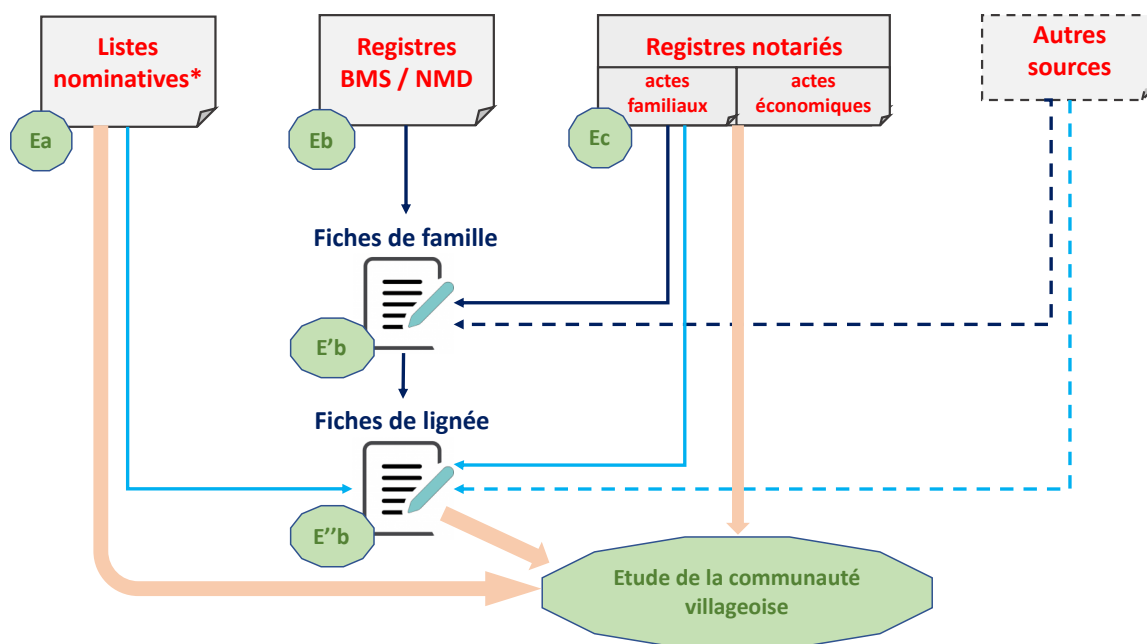 Listes
nominatives*
Registres
BMS / NMD
Registres notariés
actes
familiaux
actes
économiques
Autres
sources
Ea
Eb
Ec
Fiches de famille
E’b
Fiches de lignée
E’’b
Etude de la communauté
villageoise